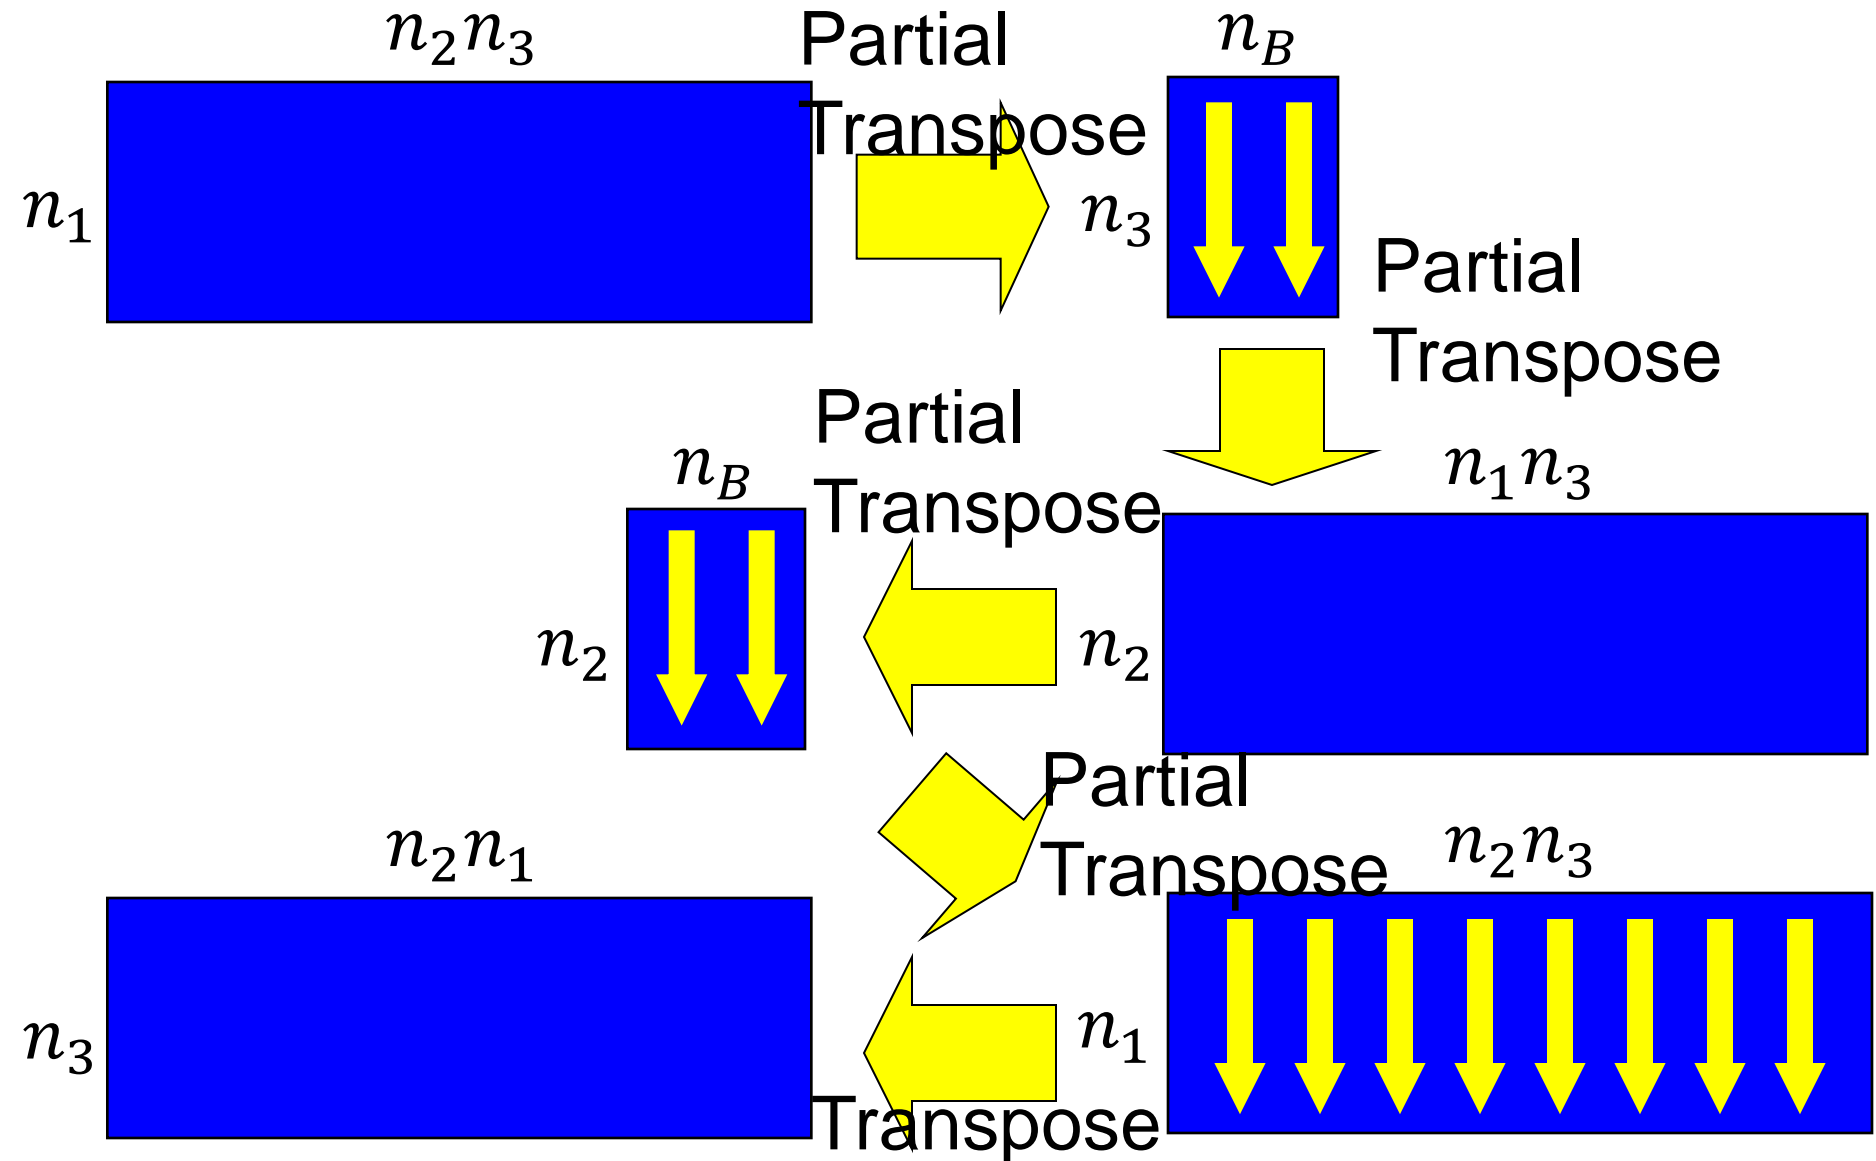 n₂n₃
Partial
Transpose
n_B
n₁
n₃
Partial
Transpose
Partial
Transpose
n_B
n₁n₃
n₂
n₂
Partial
Transpose
n₂n₁
n₂n₃
n₃
n₁
Transpose